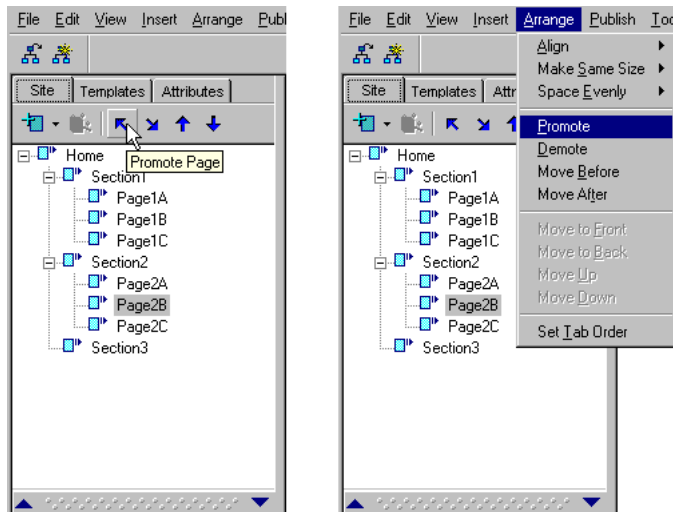 File Edit View Insert Arrange Publ
Site Templates Attributes
Promote Page
Home
Section1
Page1A
Page1B
Page1C
Section2
Page2A
Page2B
Page2C
Section3
File Edit View Insert Arrange Publish Too
Site Templates Attr
Home
Section1
Page1A
Page1B
Page1C
Section2
Page2A
Page2B
Page2C
Section3
Align
Make Same Size
Space Evenly
Promote
Demote
Move Before
Move After
Move to Front
Move to Back
Move Up
Move Down
Set Tab Order